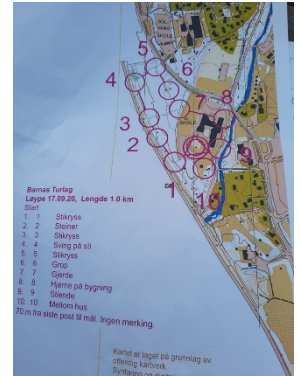 5
6
4
7
8
3
2
SKOLE
9
1
10
Barnas Turlag
Løype 17.09.20, Lengde 1.0 km
Start
1. 1 Stikryss
2. 2 Steiner
3. 3 Stikryss
4. 4 Sving på sti
5. 5 Stikryss
6. 6 Grop
7. 7 Gjerde
8. 8 Hjørne på bygning
9. 9 Stiende
10. 10 Mellom hus
70 m fra siste post til mål. Ingen merking.
Kartet er laget på grunnlag av
offentlig kartverk.